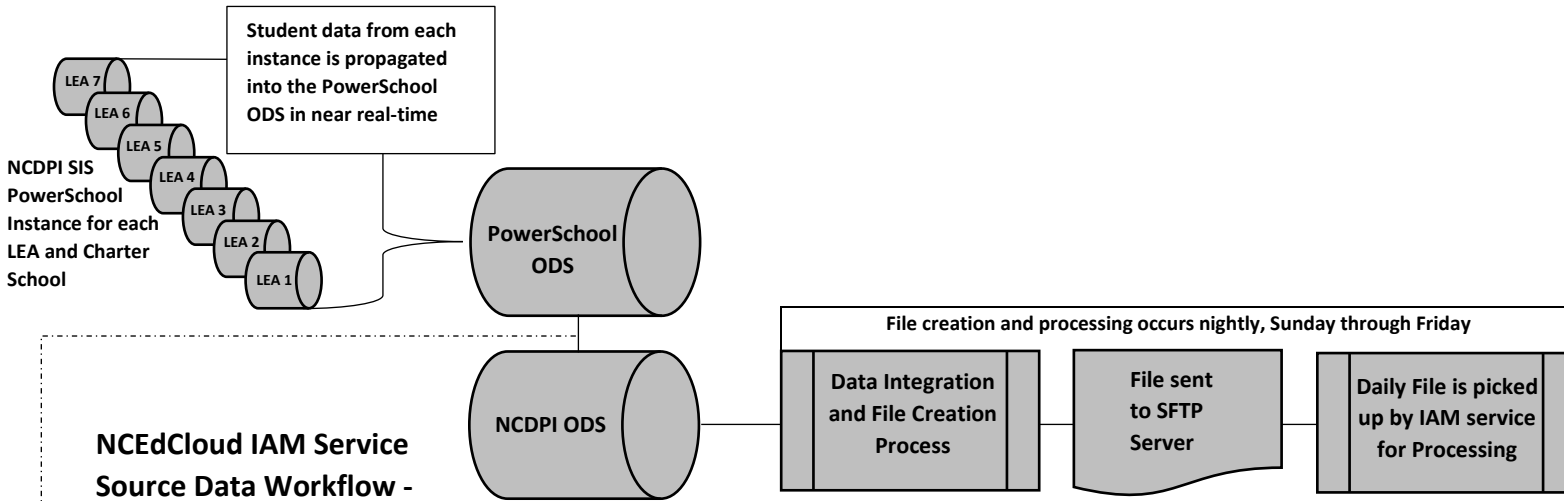 Student data from each
instance is propagated
into the PowerSchool
ODS in near real-time
LEA 7
LEA 6
LEA 5
LEA 4
LEA 3
LEA 2
LEA 1
NCDPI SIS
PowerSchool
Instance for each
LEA and Charter
School
PowerSchool
ODS
File creation and processing occurs nightly, Sunday through Friday
NCDPI ODS
Data Integration
and File Creation
Process
File sent
to SFTP
Server
Daily File is picked
up by IAM service
for Processing
NCEdCloud IAM Service
Source Data Workflow -